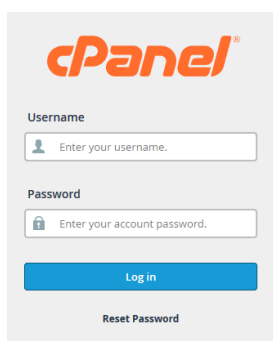 cPanel®
Username
Enter your username.
Password
Enter your account password.
Log in
Reset Password